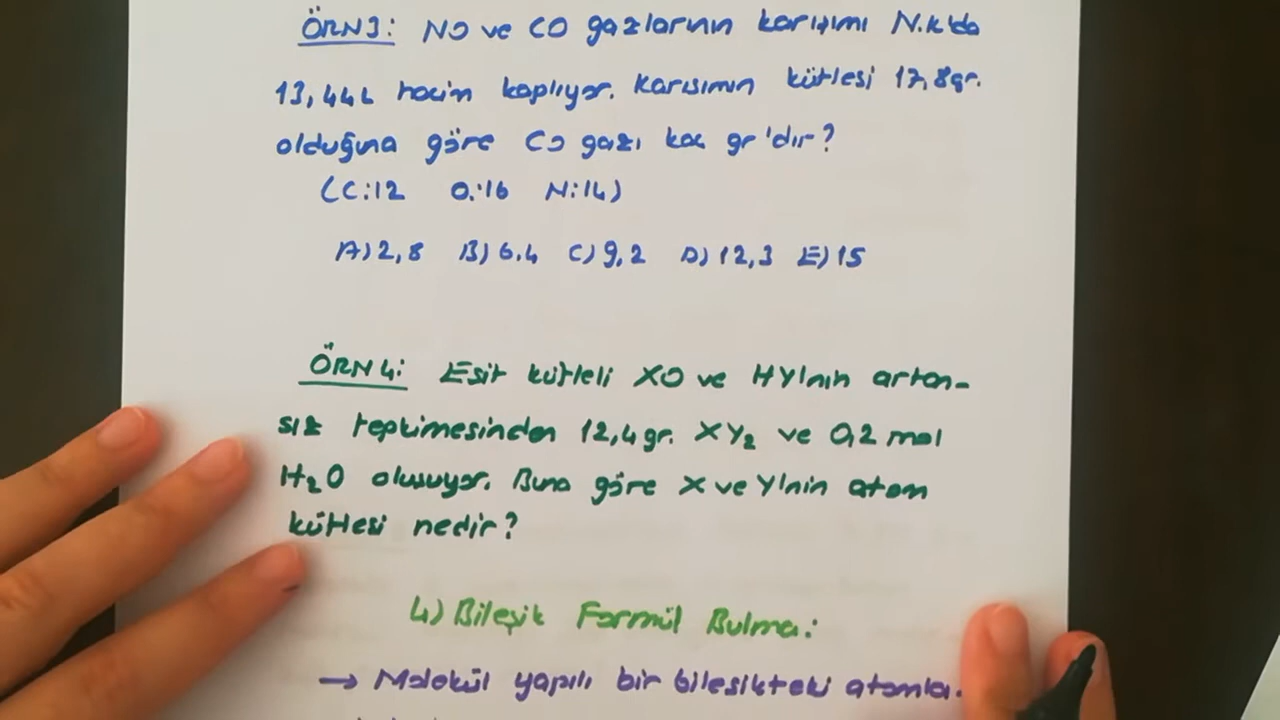 ÖRN3: NO ve CO gazlarının karışımı N.k'da
13,44L hacim kaplıyor. Karışımın kütlesi 17,8gr.
olduğuna göre CO gazı kaç gr'dır?
(C:12 O:16 N:14)
A)2,8 B)6.4 C)9,2 D)12,3 E)15
ÖRN4: Eşit kütleli XO ve HY'nin artan-
sız tepkimesinden 12,4gr. XY₂ ve 0,2 mol
H₂O oluşuyor. Buna göre X ve Y'nin atom
kütlesi nedir?
4) Bileşik Formül Bulma:
→ Molekül yapılı bir bileşikteki atomla.